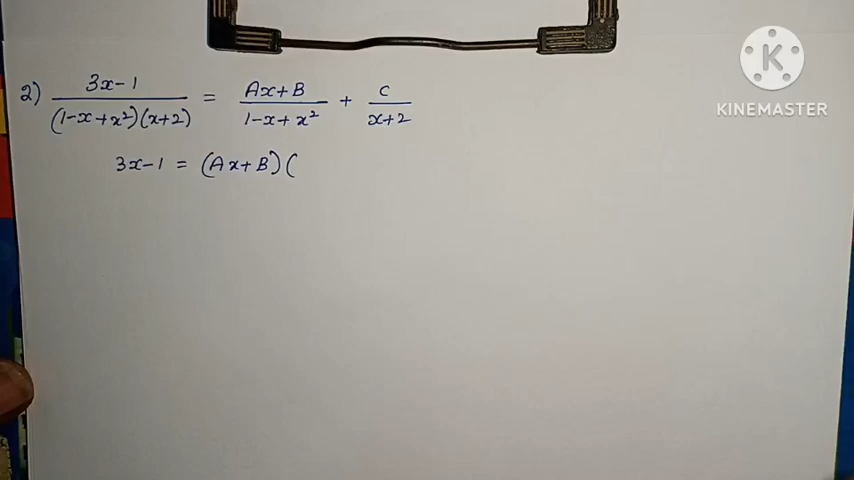 2) (3x-1)/((1-x+x²)(x+2)) = (Ax+B)/(1-x+x²) + C/(x+2)
3x-1 = (Ax+B)(
KINEMASTER